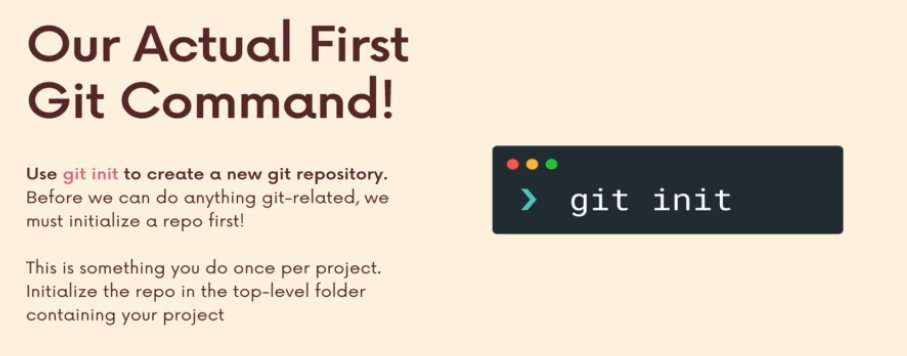 Our Actual First
Git Command!
Use git init to create a new git repository.
Before we can do anything git-related, we
must initialize a repo first!
This is something you do once per project.
Initialize the repo in the top-level folder
containing your project
❯ git init